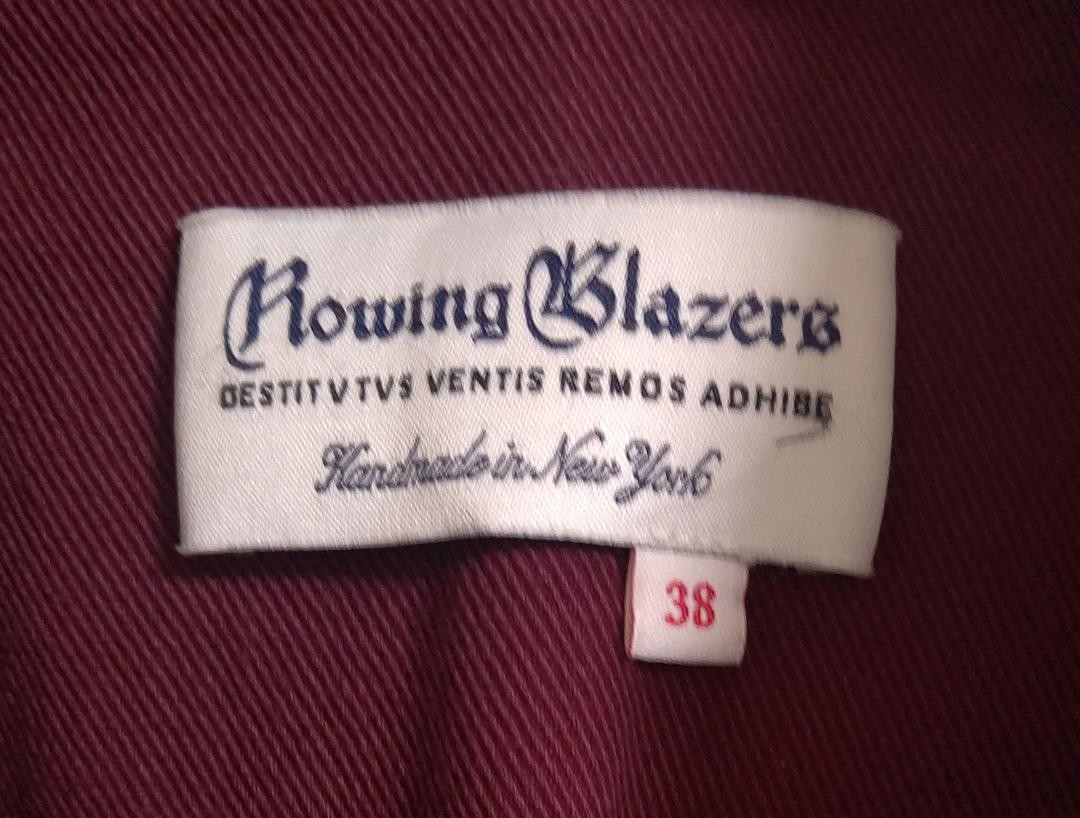 Rowing Blazers
DESTITVTVS VENTIS REMOS ADHIBE
Handmade in New York
38